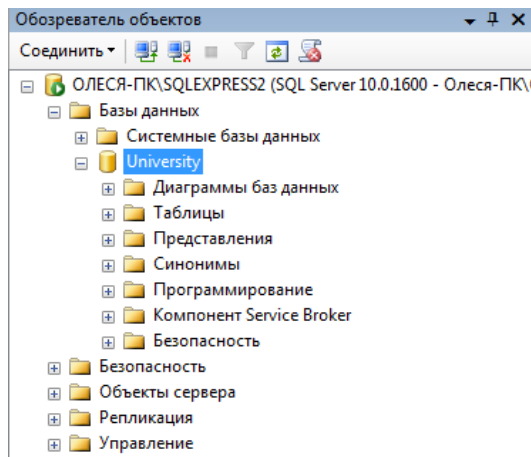 Обозреватель объектов
Соединить
ОЛЕСЯ-ПК\SQLEXPRESS2 (SQL Server 10.0.1600 - Олеся-ПК\
Базы данных
Системные базы данных
University
Диаграммы баз данных
Таблицы
Представления
Синонимы
Программирование
Компонент Service Broker
Безопасность
Безопасность
Объекты сервера
Репликация
Управление